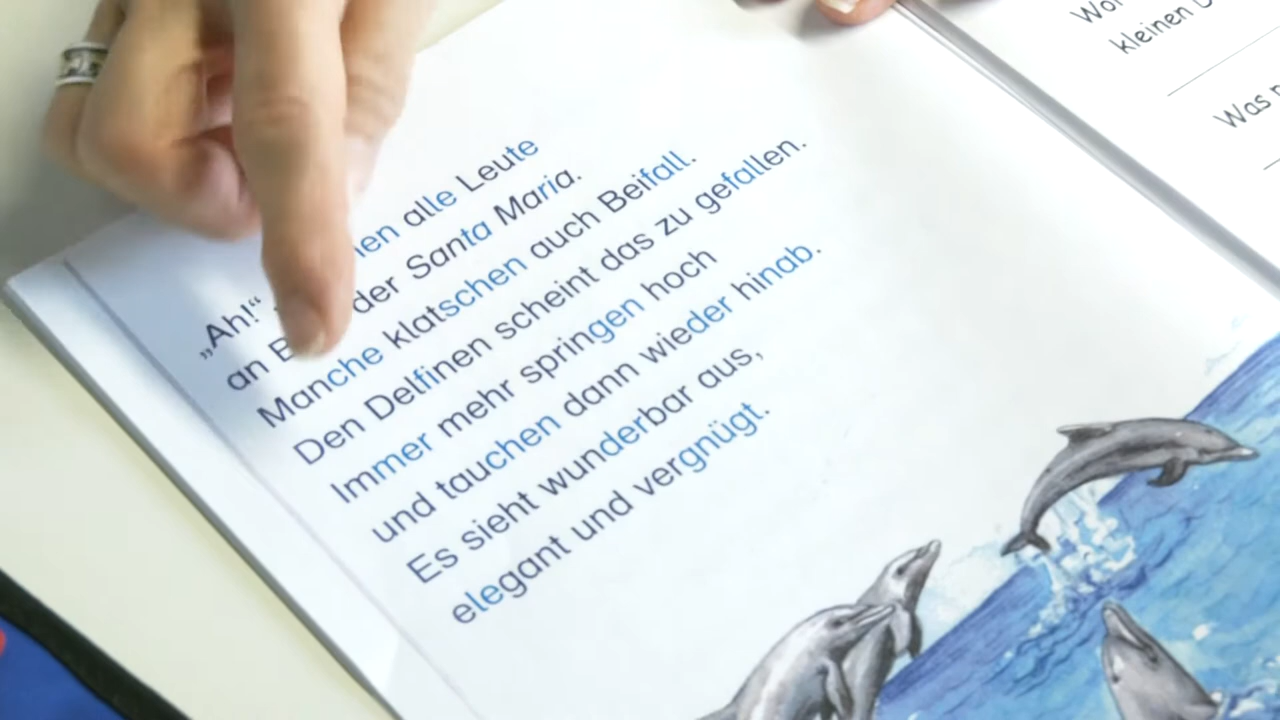 „Ah!“ alle Leute
an der Santa Maria.
Manche klatschen auch Beifall.
Den Delfinen scheint das zu gefallen.
Immer mehr springen hoch
und tauchen dann wieder hinab.
Es sieht wunderbar aus,
elegant und vergnügt.
kleinen
Was